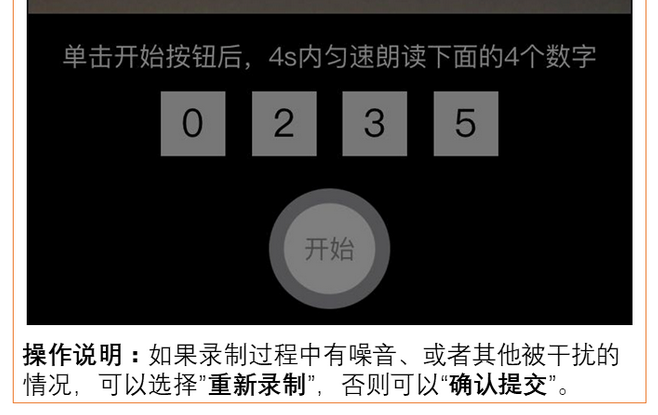 单击开始按钮后，4s内匀速朗读下面的4个数字
0 2 3 5
开始
操作说明：如果录制过程中有噪音、或者其他被干扰的
情况，可以选择”重新录制”，否则可以“确认提交”。